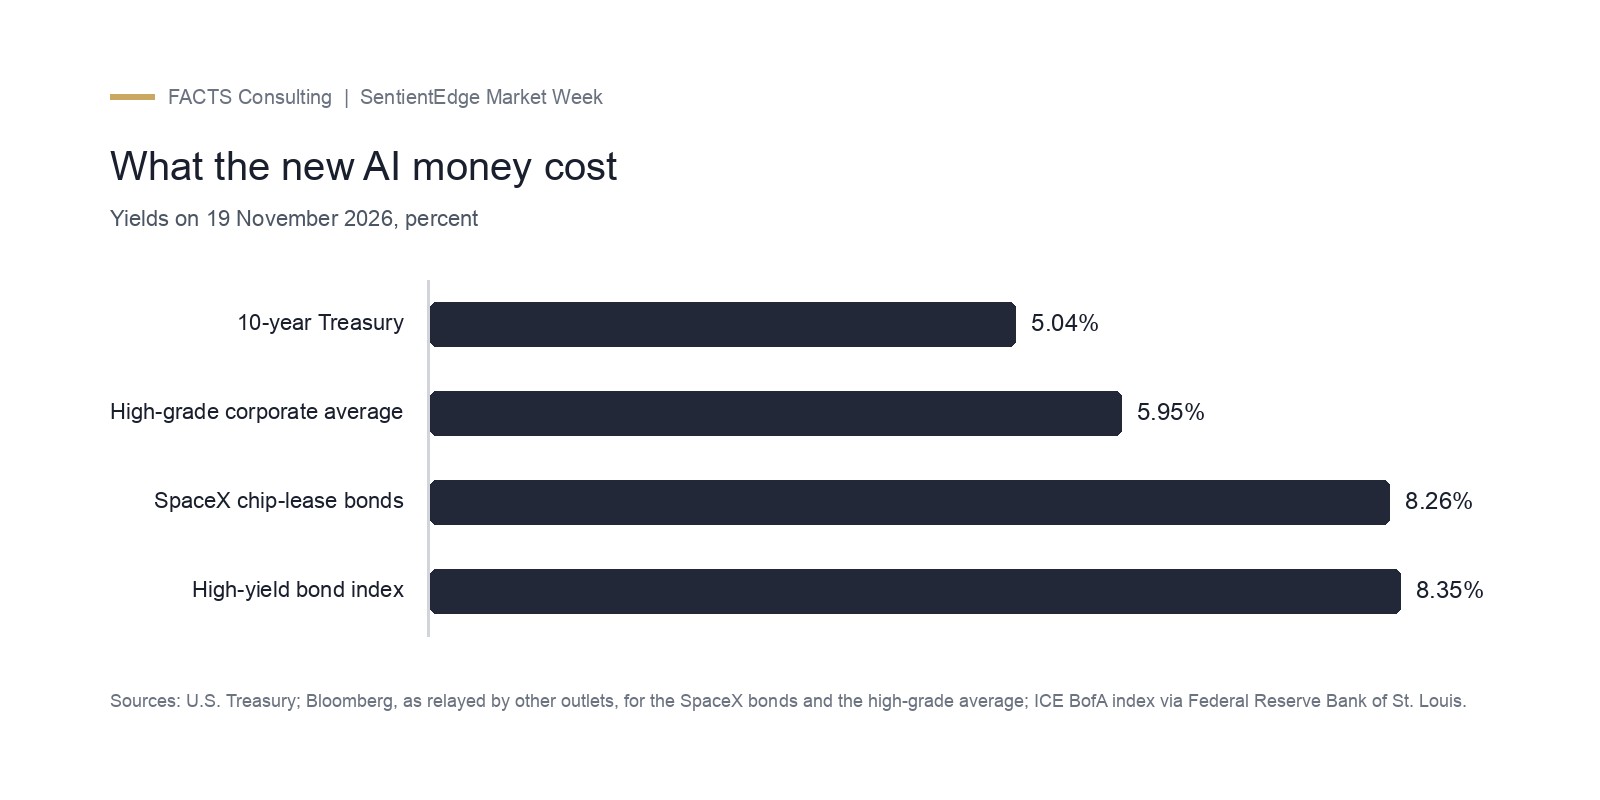 FACTS Consulting | SentientEdge Market Week
What the new AI money cost
Yields on 19 November 2026, percent
10-year Treasury 5.04%
High-grade corporate average 5.95%
SpaceX chip-lease bonds 8.26%
High-yield bond index 8.35%
Sources: U.S. Treasury; Bloomberg, as relayed by other outlets, for the SpaceX bonds and the high-grade average; ICE BofA index via Federal Reserve Bank of St. Louis.